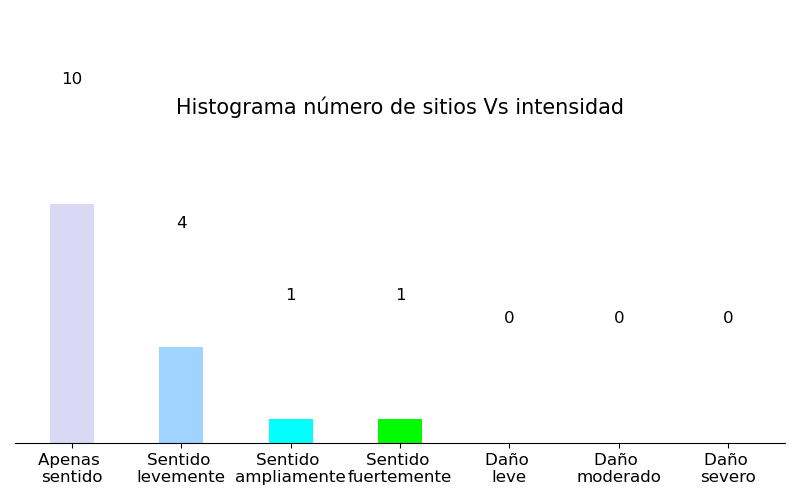 10
Histograma número de sitios Vs intensidad
4
1
1
0
0
0
Apenas
sentido
Sentido
levemente
Sentido
ampliamente
Sentido
fuertemente
Daño
leve
Daño
moderado
Daño
severo